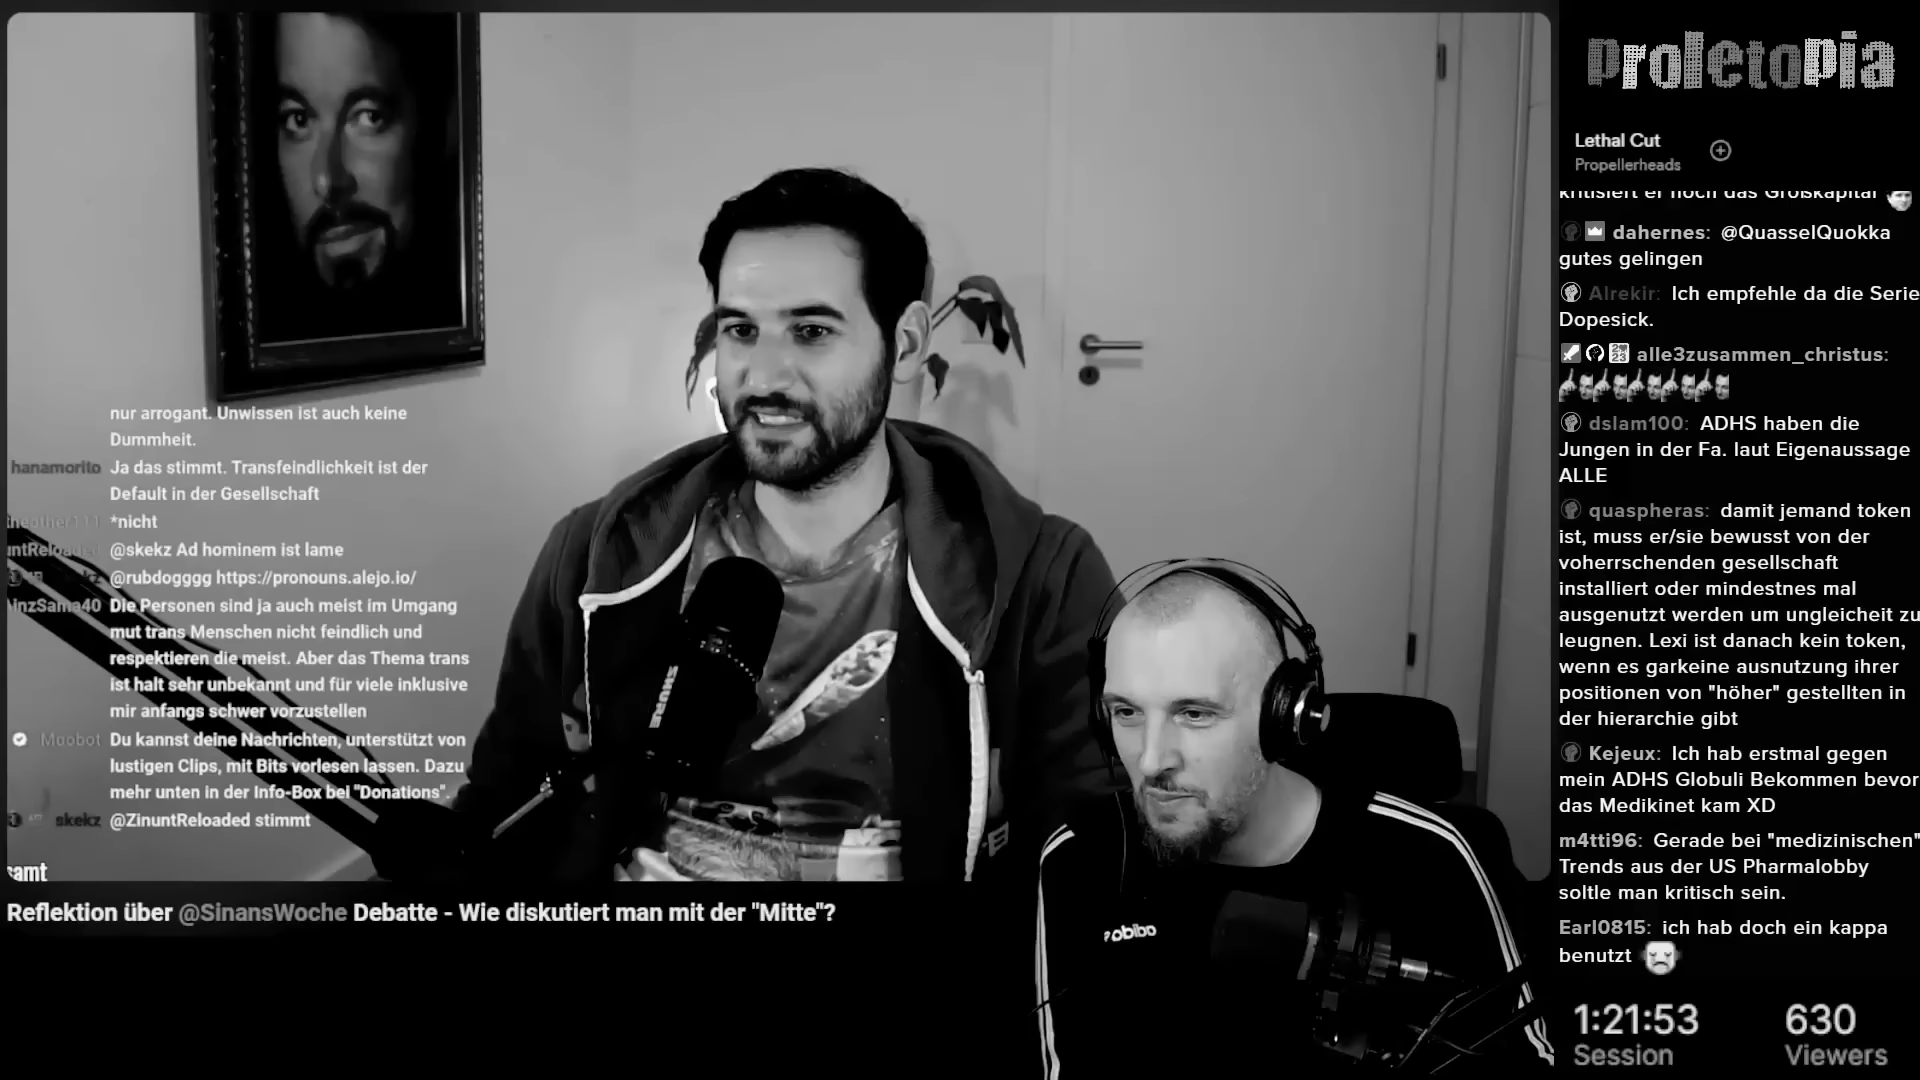 nur arrogant. Unwissen ist auch keine
Dummheit.
hanamorito Ja das stimmt. Transfeindlichkeit ist der
Default in der Gesellschaft
theother111 *nicht
untReloaded @skekz Ad hominem ist lame
@rubdogggg https://pronouns.alejo.io/
inzSama40 Die Personen sind ja auch meist im Umgang
mut trans Menschen nicht feindlich und
respektieren die meist. Aber das Thema trans
ist halt sehr unbekannt und für viele inklusive
mir anfangs schwer vorzustellen
Moobot Du kannst deine Nachrichten, unterstützt von
lustigen Clips, mit Bits vorlesen lassen. Dazu
mehr unten in der Info-Box bei "Donations".
skekz @ZinuntReloaded stimmt
samt
Reflektion über @SinansWoche Debatte - Wie diskutiert man mit der "Mitte"?
SHURE
Proletopia
Lethal Cut
Propellerheads
kritisiert er noch das Großkapital
dahernes: @QuasselQuokka
gutes gelingen
Alrekir: Ich empfehle da die Serie
Dopesick.
alle3zusammen_christus:
dslam100: ADHS haben die
Jungen in der Fa. laut Eigenaussage
ALLE
quaspheras: damit jemand token
ist, muss er/sie bewusst von der
voherrschenden gesellschaft
installiert oder mindestnes mal
ausgenutzt werden um ungleicheit zu
leugnen. Lexi ist danach kein token,
wenn es garkeine ausnutzung ihrer
positionen von "höher" gestellten in
der hierarchie gibt
Kejeux: Ich hab erstmal gegen
mein ADHS Globuli Bekommen bevor
das Medikinet kam XD
m4tti96: Gerade bei "medizinischen"
Trends aus der US Pharmalobby
soltle man kritisch sein.
Earl0815: ich hab doch ein kappa
benutzt
1:21:53
Session
630
Viewers